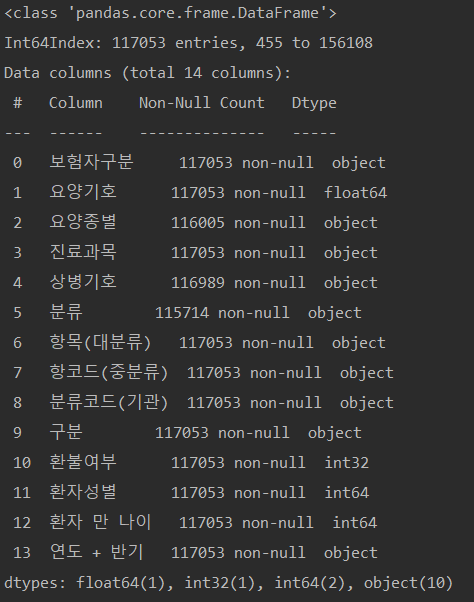 <class 'pandas.core.frame.DataFrame'>
Int64Index: 117053 entries, 455 to 156108
Data columns (total 14 columns):
 #   Column    Non-Null Count   Dtype
---  ------    --------------   -----
 0   보험자구분     117053 non-null  object
 1   요양기호      117053 non-null  float64
 2   요양종별      116005 non-null  object
 3   진료과목      117053 non-null  object
 4   상병기호      116989 non-null  object
 5   분류        115714 non-null  object
 6   항목(대분류)   117053 non-null  object
 7   항코드(중분류)  117053 non-null  object
 8   분류코드(기관)  117053 non-null  object
 9   구분        117053 non-null  object
 10  환불여부      117053 non-null  int32
 11  환자성별      117053 non-null  int64
 12  환자 만 나이   117053 non-null  int64
 13  연도 + 반기   117053 non-null  object
dtypes: float64(1), int32(1), int64(2), object(10)